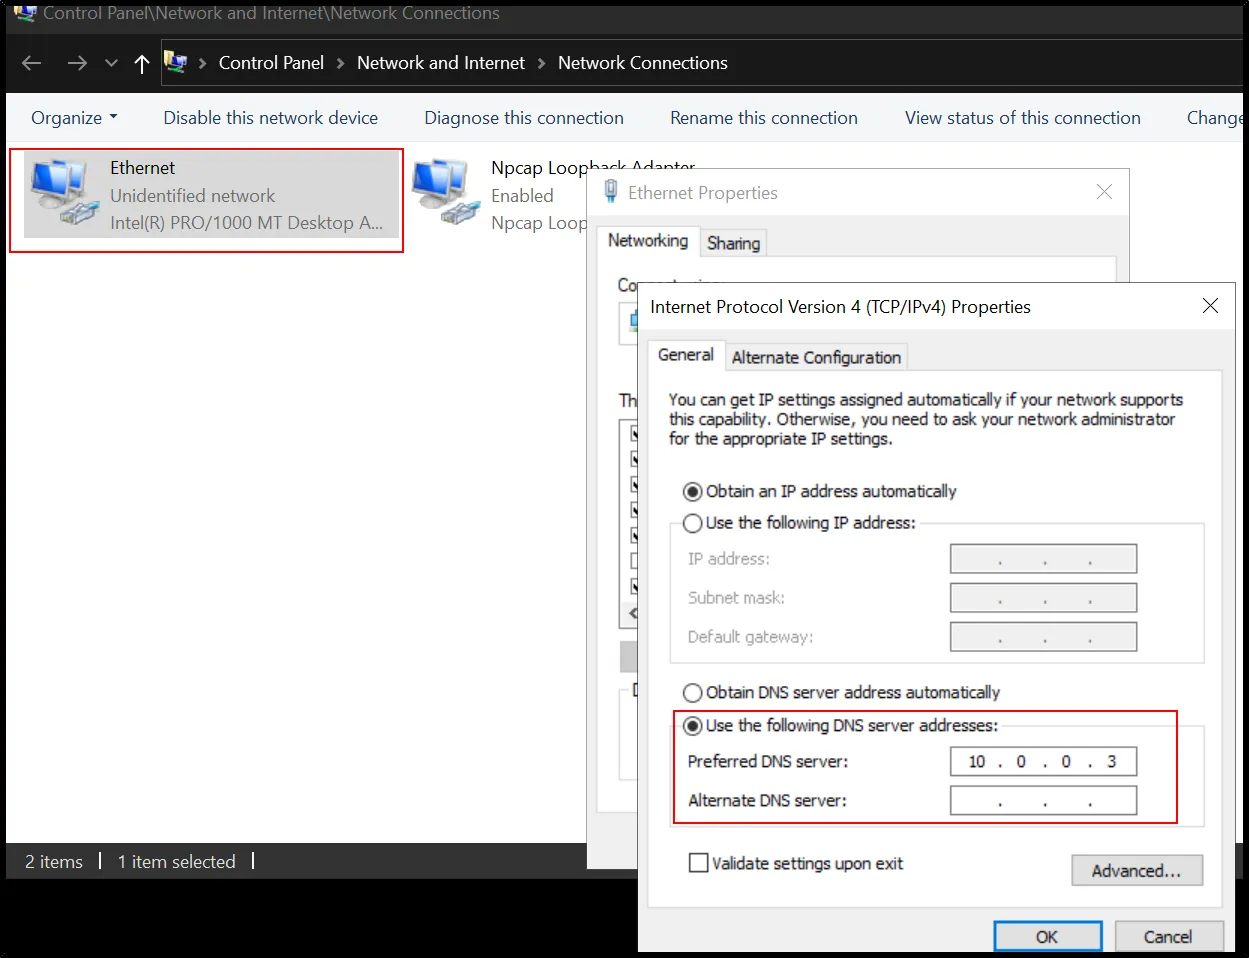 Control Panel\Network and Internet\Network Connections
Control Panel > Network and Internet > Network Connections
Organize Disable this network device Diagnose this connection Rename this connection View status of this connection Change
Ethernet
Unidentified network
Intel(R) PRO/1000 MT Desktop A...
Npcap Loopback Adapter
Enabled
Npcap Loop
Ethernet Properties
Networking Sharing
Internet Protocol Version 4 (TCP/IPv4) Properties
General Alternate Configuration
You can get IP settings assigned automatically if your network supports
this capability. Otherwise, you need to ask your network administrator
for the appropriate IP settings.
Obtain an IP address automatically
Use the following IP address:
IP address: . . .
Subnet mask: . . .
Default gateway: . . .
Obtain DNS server address automatically
Use the following DNS server addresses:
Preferred DNS server: 10 . 0 . 0 . 3
Alternate DNS server: . . .
Validate settings upon exit
Advanced...
OK Cancel
2 items 1 item selected